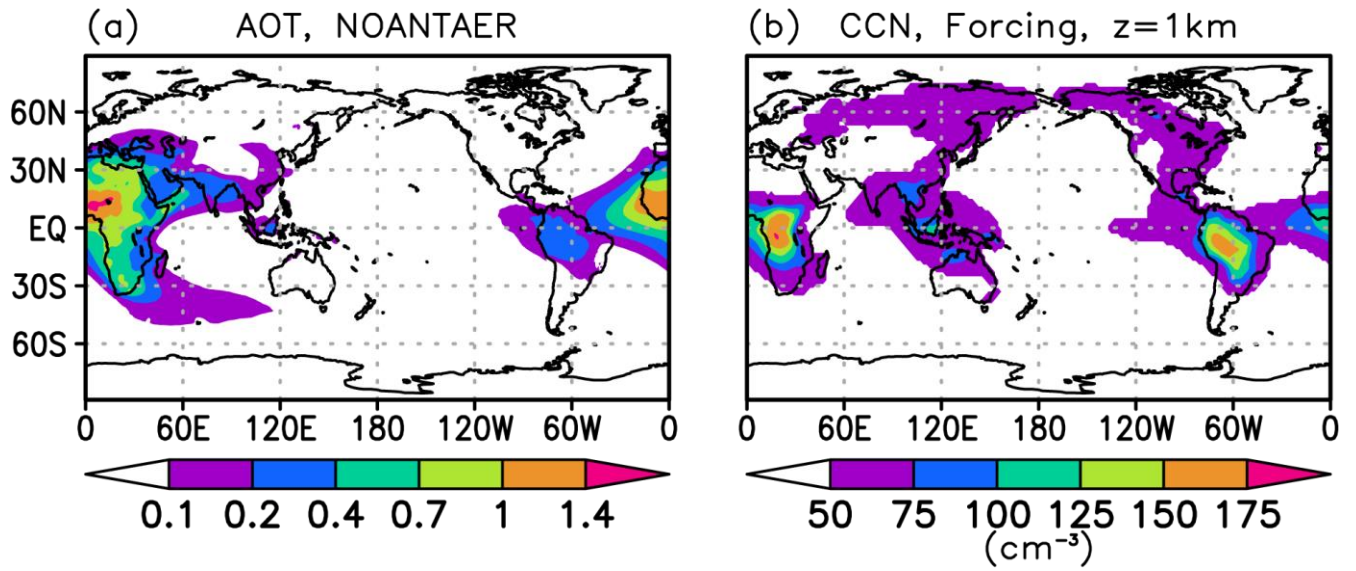 (a) AOT, NOANTAER
60N
30N
EQ
30S
60S
0 60E 120E 180 120W 60W 0
0.1 0.2 0.4 0.7 1 1.4
(b) CCN, Forcing, z=1km
0 60E 120E 180 120W 60W 0
50 75 100 125 150 175
(cm⁻³)